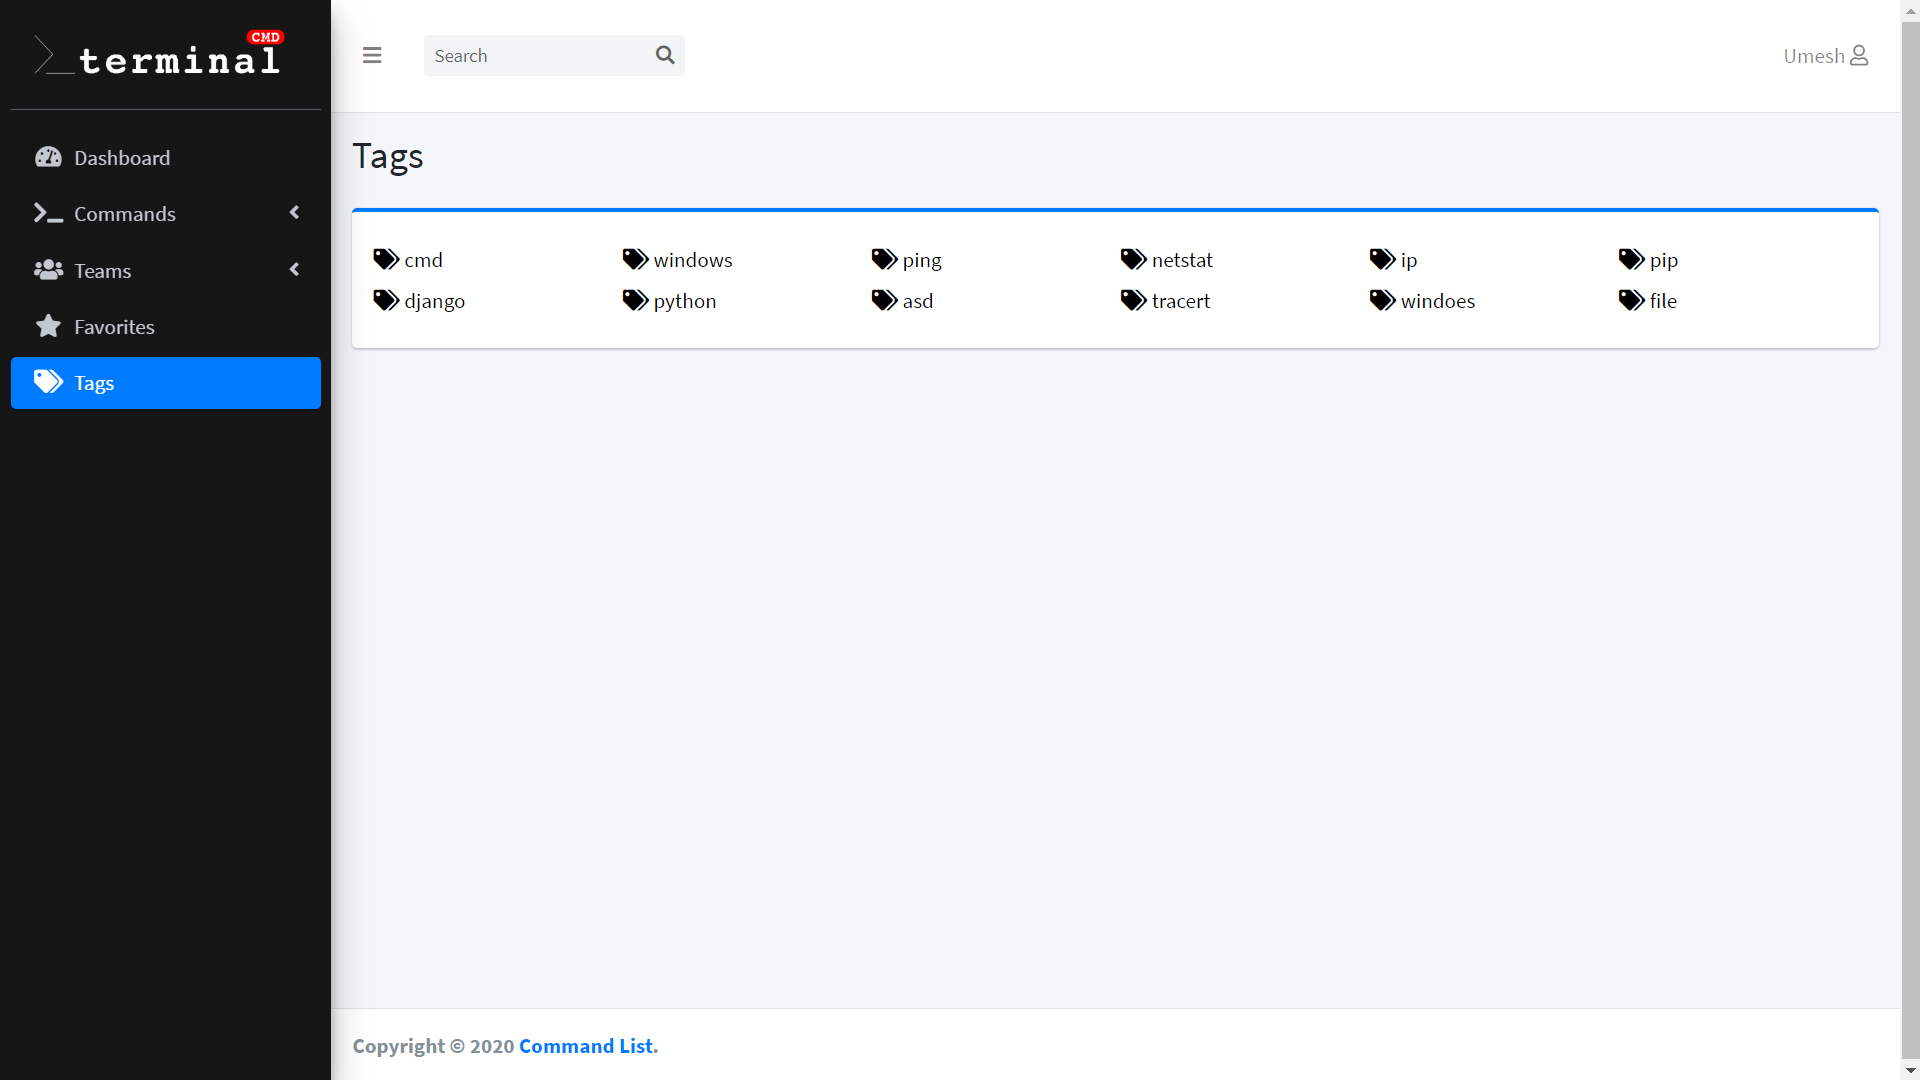 terminal CMD
Dashboard
Commands
Teams
Favorites
Tags
Search
Umesh
Tags
cmd windows ping netstat ip pip
django python asd tracert windoes file
Copyright © 2020 Command List.